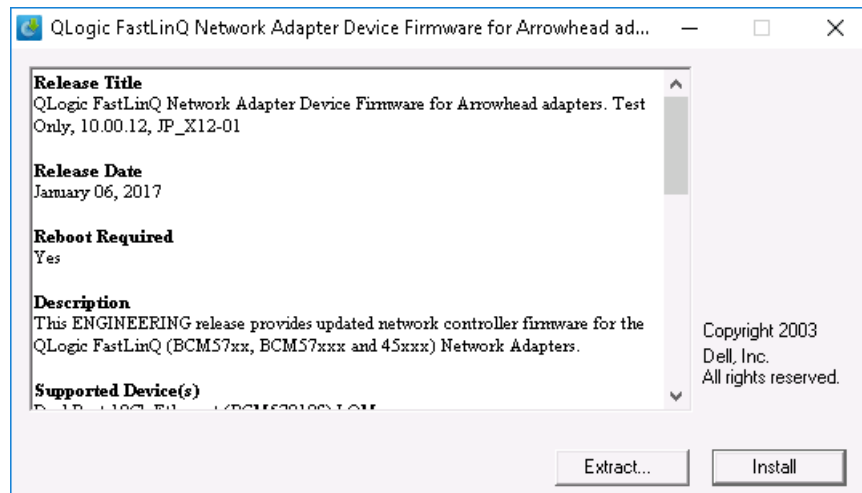 QLogic FastLinQ Network Adapter Device Firmware for Arrowhead ad...
Release Title
QLogic FastLinQ Network Adapter Device Firmware for Arrowhead adapters. Test
Only, 10.00.12, JP_X12-01
Release Date
January 06, 2017
Reboot Required
Yes
Description
This ENGINEERING release provides updated network controller firmware for the
QLogic FastLinQ (BCM57xx, BCM57xxx and 45xxx) Network Adapters.
Supported Device(s)
Copyright 2003
Dell, Inc.
All rights reserved.
Extract...
Install